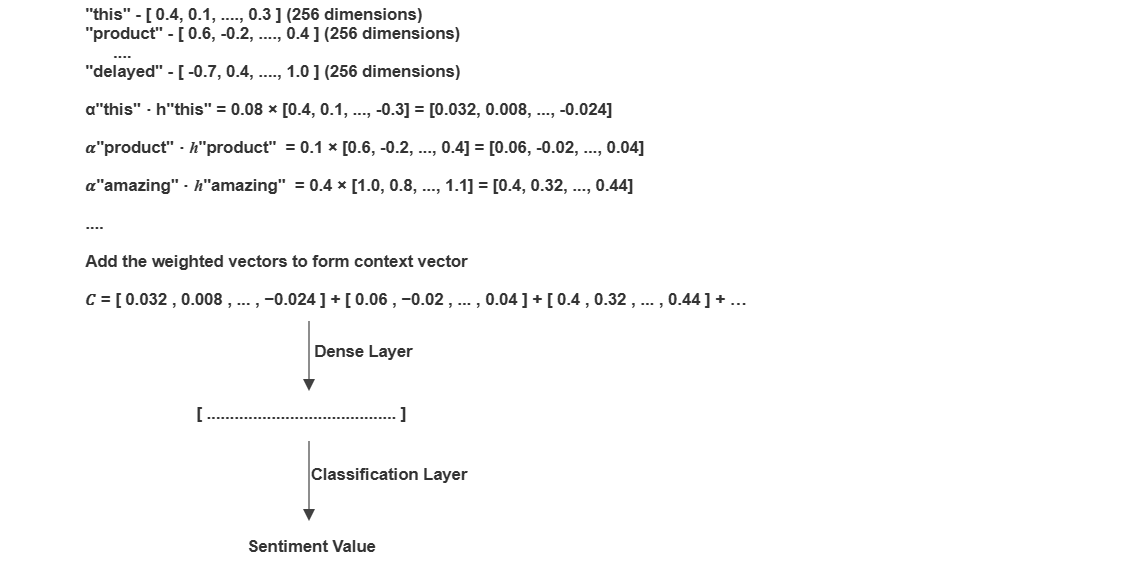 "this" - [ 0.4, 0.1, ...., 0.3 ] (256 dimensions)
"product" - [ 0.6, -0.2, ...., 0.4 ] (256 dimensions)
....
"delayed" - [ -0.7, 0.4, ...., 1.0 ] (256 dimensions)
α"this" · h"this" = 0.08 × [0.4, 0.1, ..., -0.3] = [0.032, 0.008, ..., -0.024]
α"product" · h"product" = 0.1 × [0.6, -0.2, ..., 0.4] = [0.06, -0.02, ..., 0.04]
α"amazing" · h"amazing" = 0.4 × [1.0, 0.8, ..., 1.1] = [0.4, 0.32, ..., 0.44]
....
Add the weighted vectors to form context vector
C = [ 0.032 , 0.008 , ... , −0.024 ] + [ 0.06 , −0.02 , ... , 0.04 ] + [ 0.4 , 0.32 , ... , 0.44 ] + …
Dense Layer
[ ......................................... ]
Classification Layer
Sentiment Value